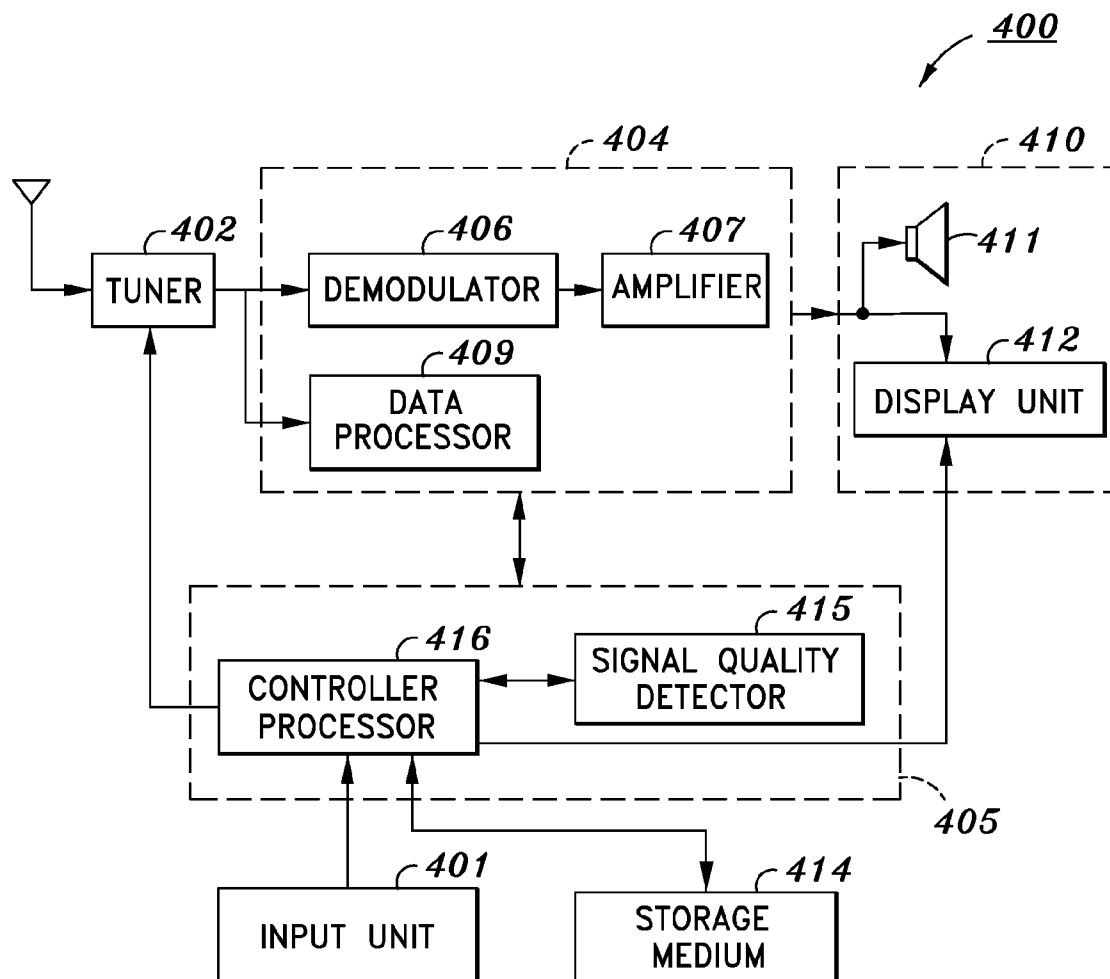 400
404
410
402
TUNER
406
DEMODULATOR
407
AMPLIFIER
411
409
DATA
PROCESSOR
412
DISPLAY UNIT
416
CONTROLLER
PROCESSOR
415
SIGNAL QUALITY
DETECTOR
405
401
INPUT UNIT
414
STORAGE
MEDIUM